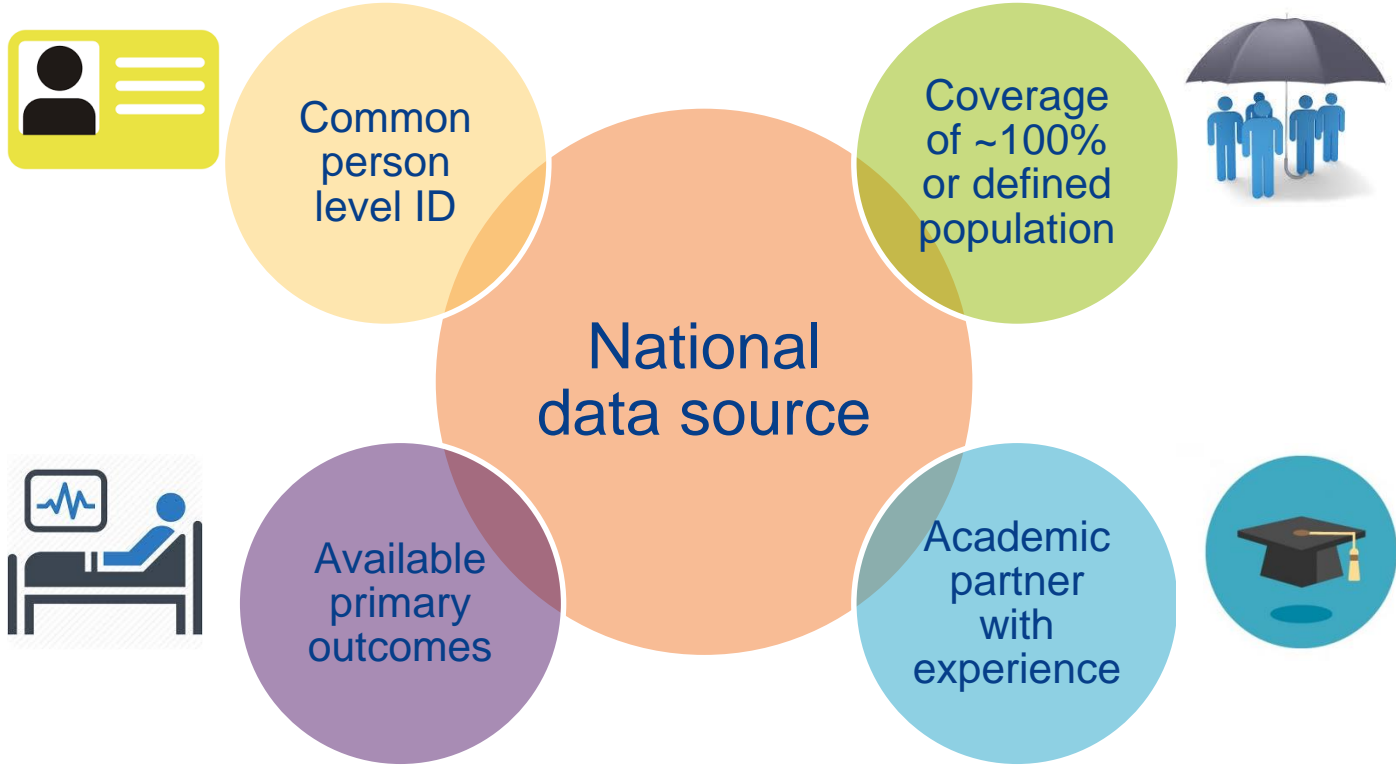 Common
person
level ID
Coverage
of ~100%
or defined
population
National
data source
Available
primary
outcomes
Academic
partner
with
experience